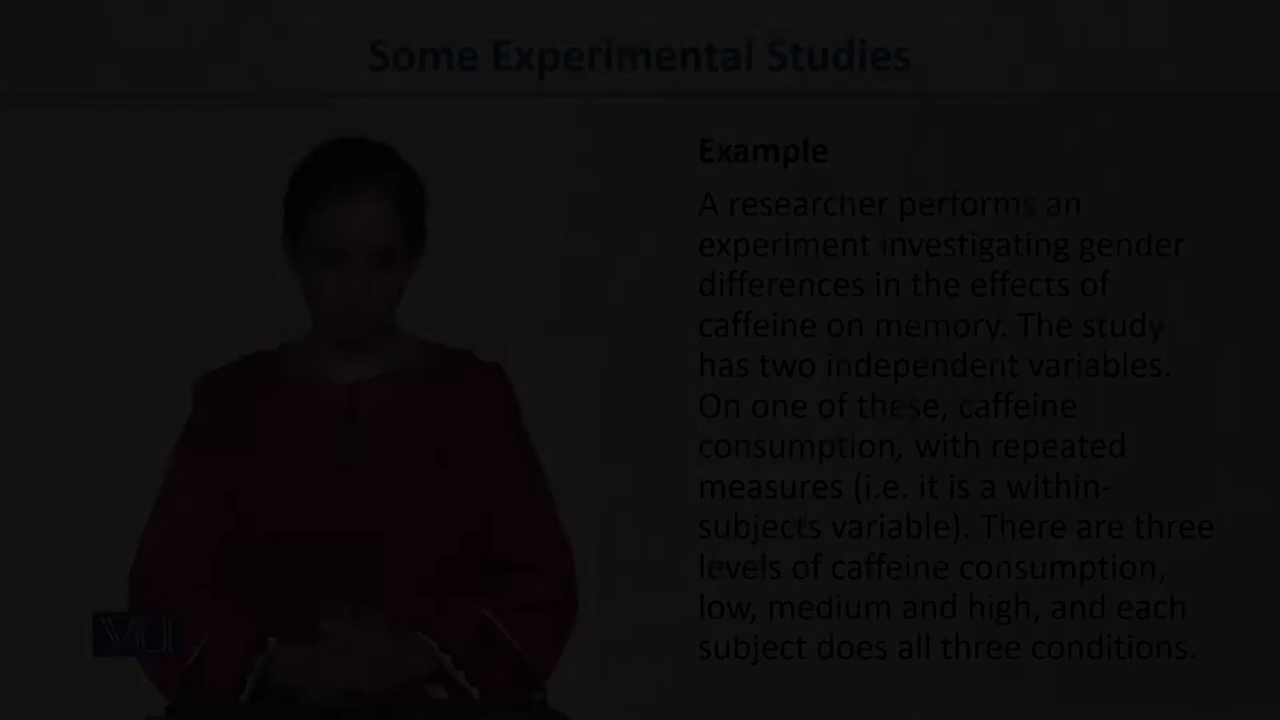 Some Experimental Studies
Example
A researcher performs an
experiment investigating gender
differences in the effects of
caffeine on memory. The study
has two independent variables.
On one of these, caffeine
consumption, with repeated
measures (i.e. it is a within-
subjects variable). There are three
levels of caffeine consumption,
low, medium and high, and each
subject does all three conditions.
VU